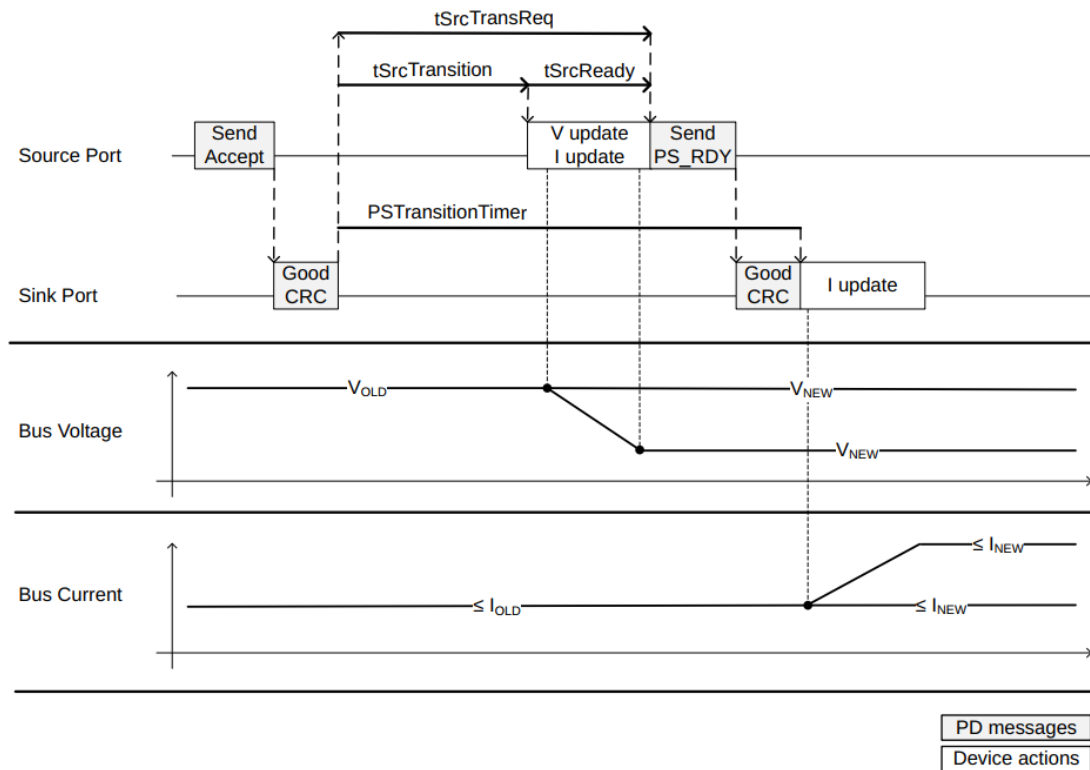 tSrcTransReq
tSrcTransition
tSrcReady
Source Port
Send
Accept
V update
I update
Send
PS_RDY
PSTransitionTimer
Sink Port
Good
CRC
Good
CRC
I update
Bus Voltage
VOLD
VNEW
VNEW
Bus Current
≤ IOLD
≤ INEW
≤ INEW
PD messages
Device actions